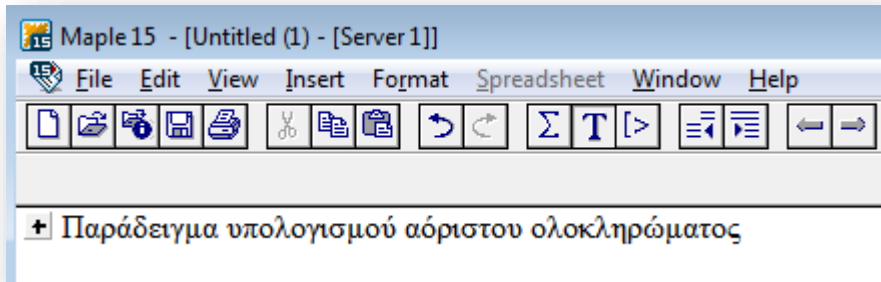 Maple 15 - [Untitled (1) - [Server 1]]
File Edit View Insert Format Spreadsheet Window Help
Σ T [>
Παράδειγμα υπολογισμού αόριστου ολοκληρώματος